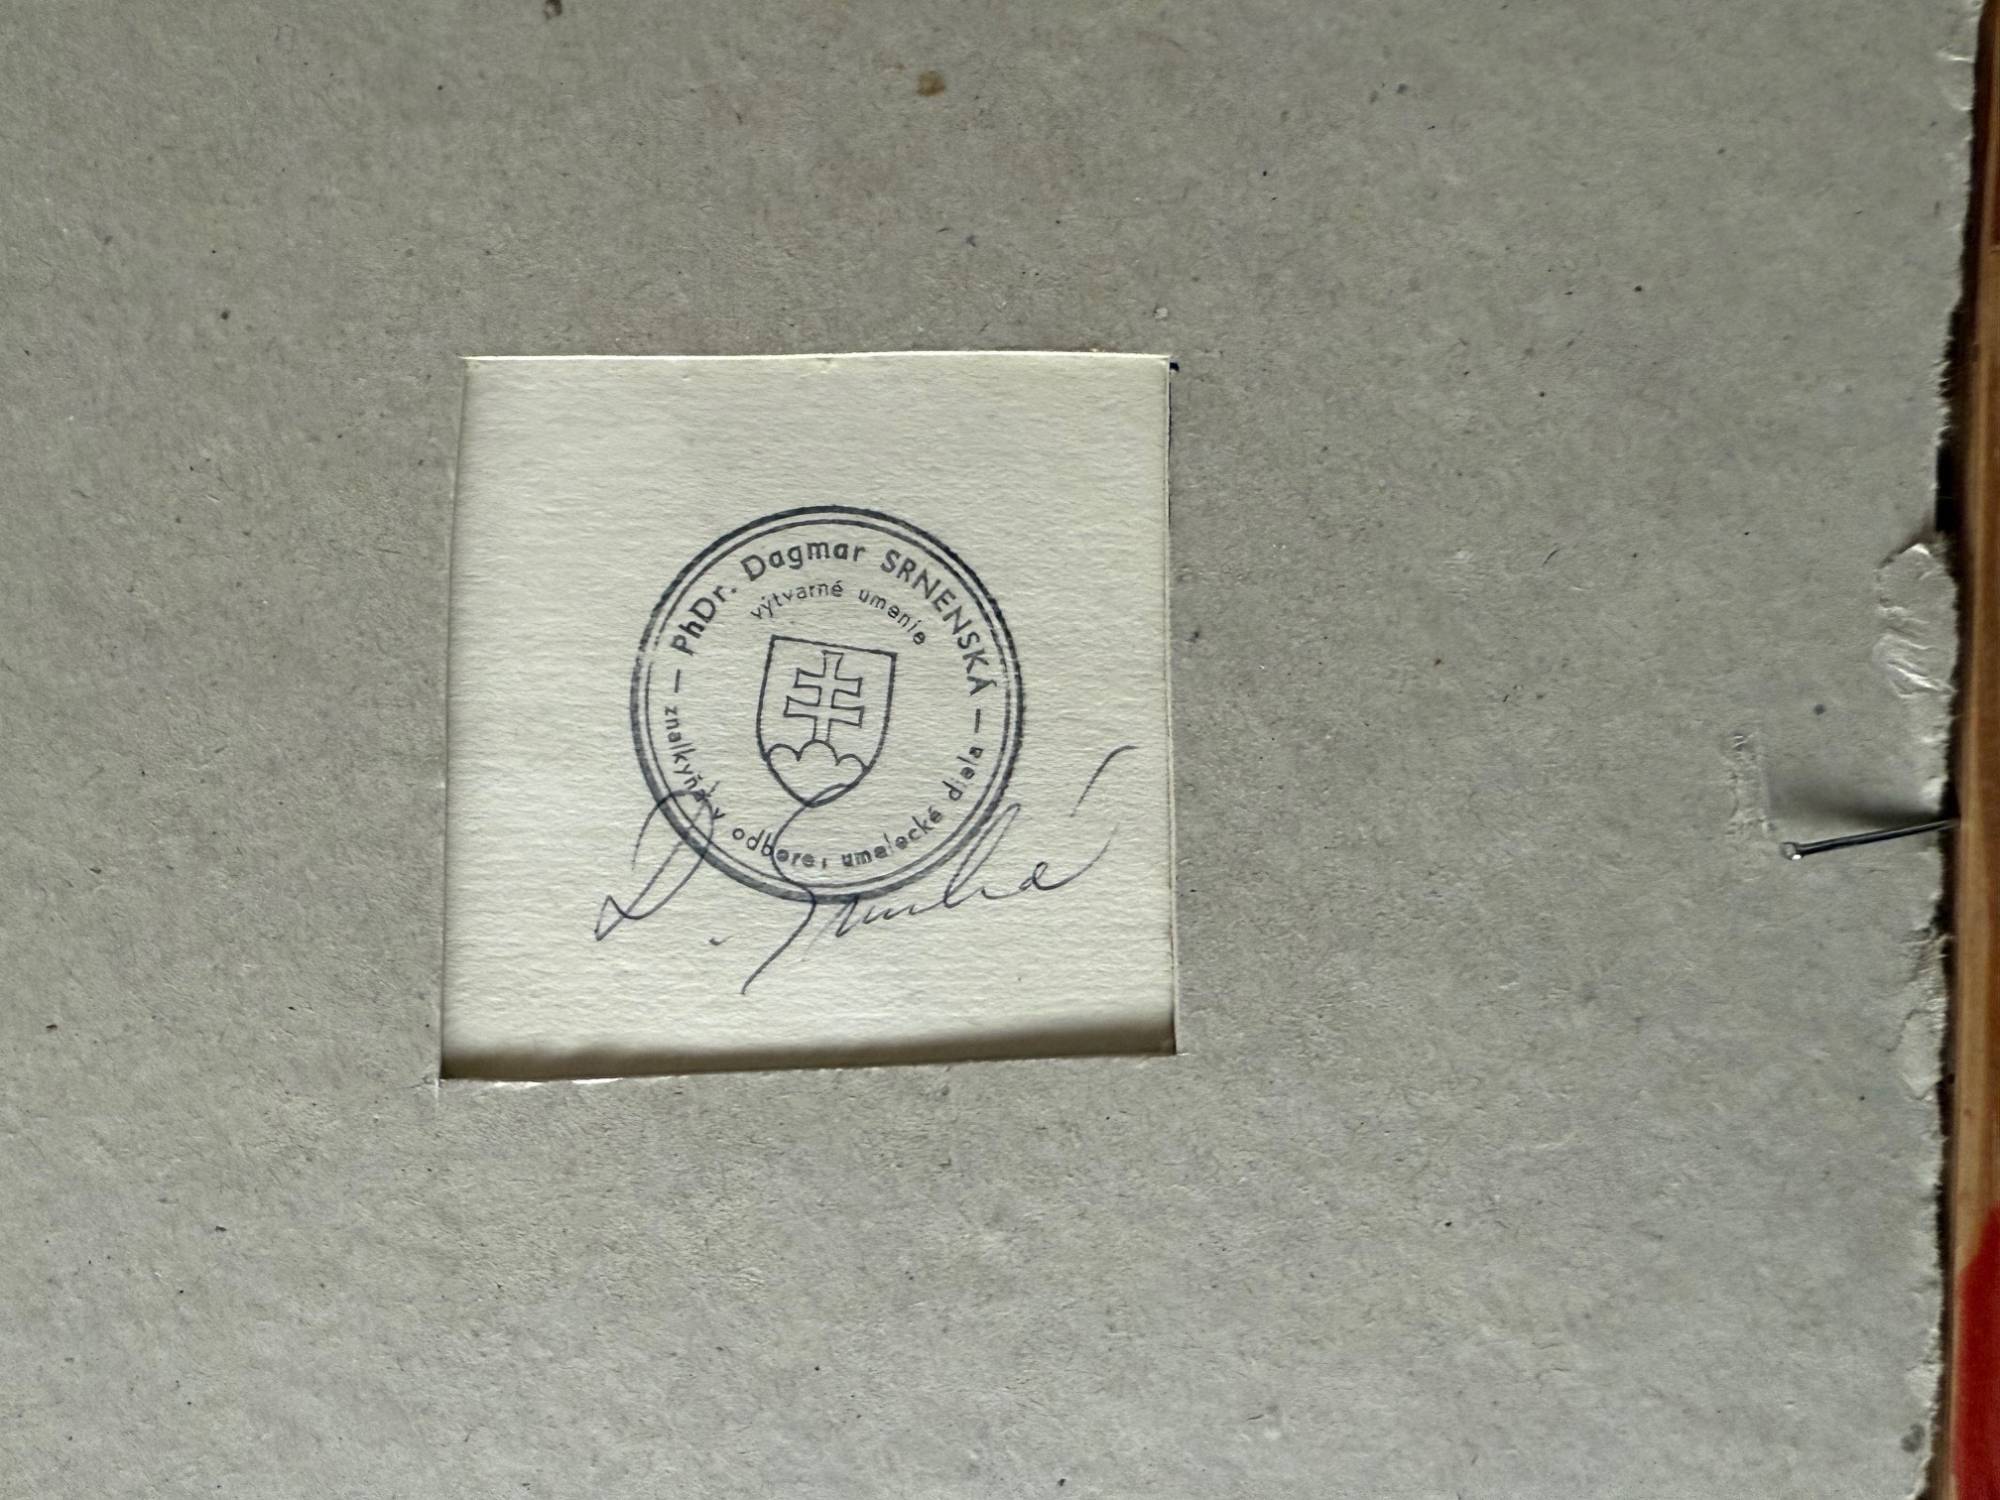 — PhDr. Dagmar SRNENSKÁ —
výtvarné umenie
znalkyňa v odbore: umelecké diela